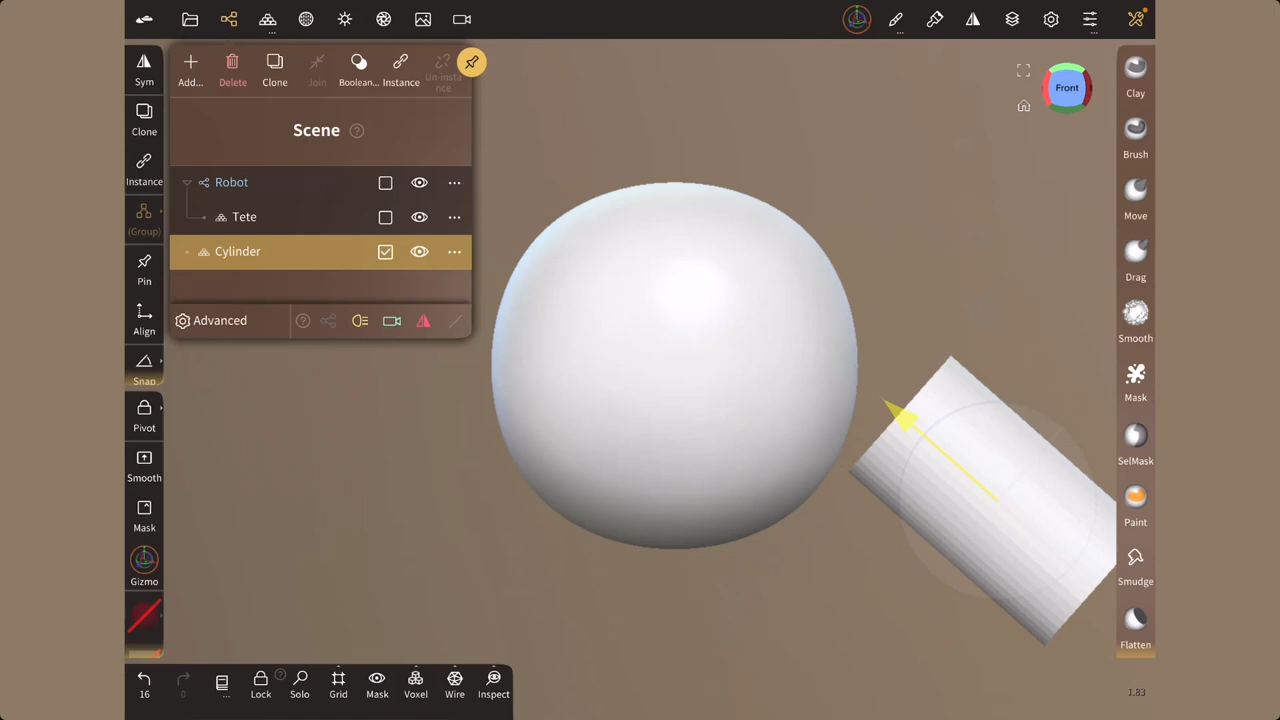 Front
Add...
Delete
Clone
Join
Boolean...
Instance
Un-insta
nce
Scene
Robot
Tete
Cylinder
Advanced
Sym
Clone
Instance
(Group)
Pin
Align
Snap
Pivot
Smooth
Mask
Gizmo
Clay
Brush
Move
Drag
Smooth
Mask
SelMask
Paint
Smudge
Flatten
16
0
...
Lock
Solo
Grid
Mask
Voxel
Wire
Inspect
1.83